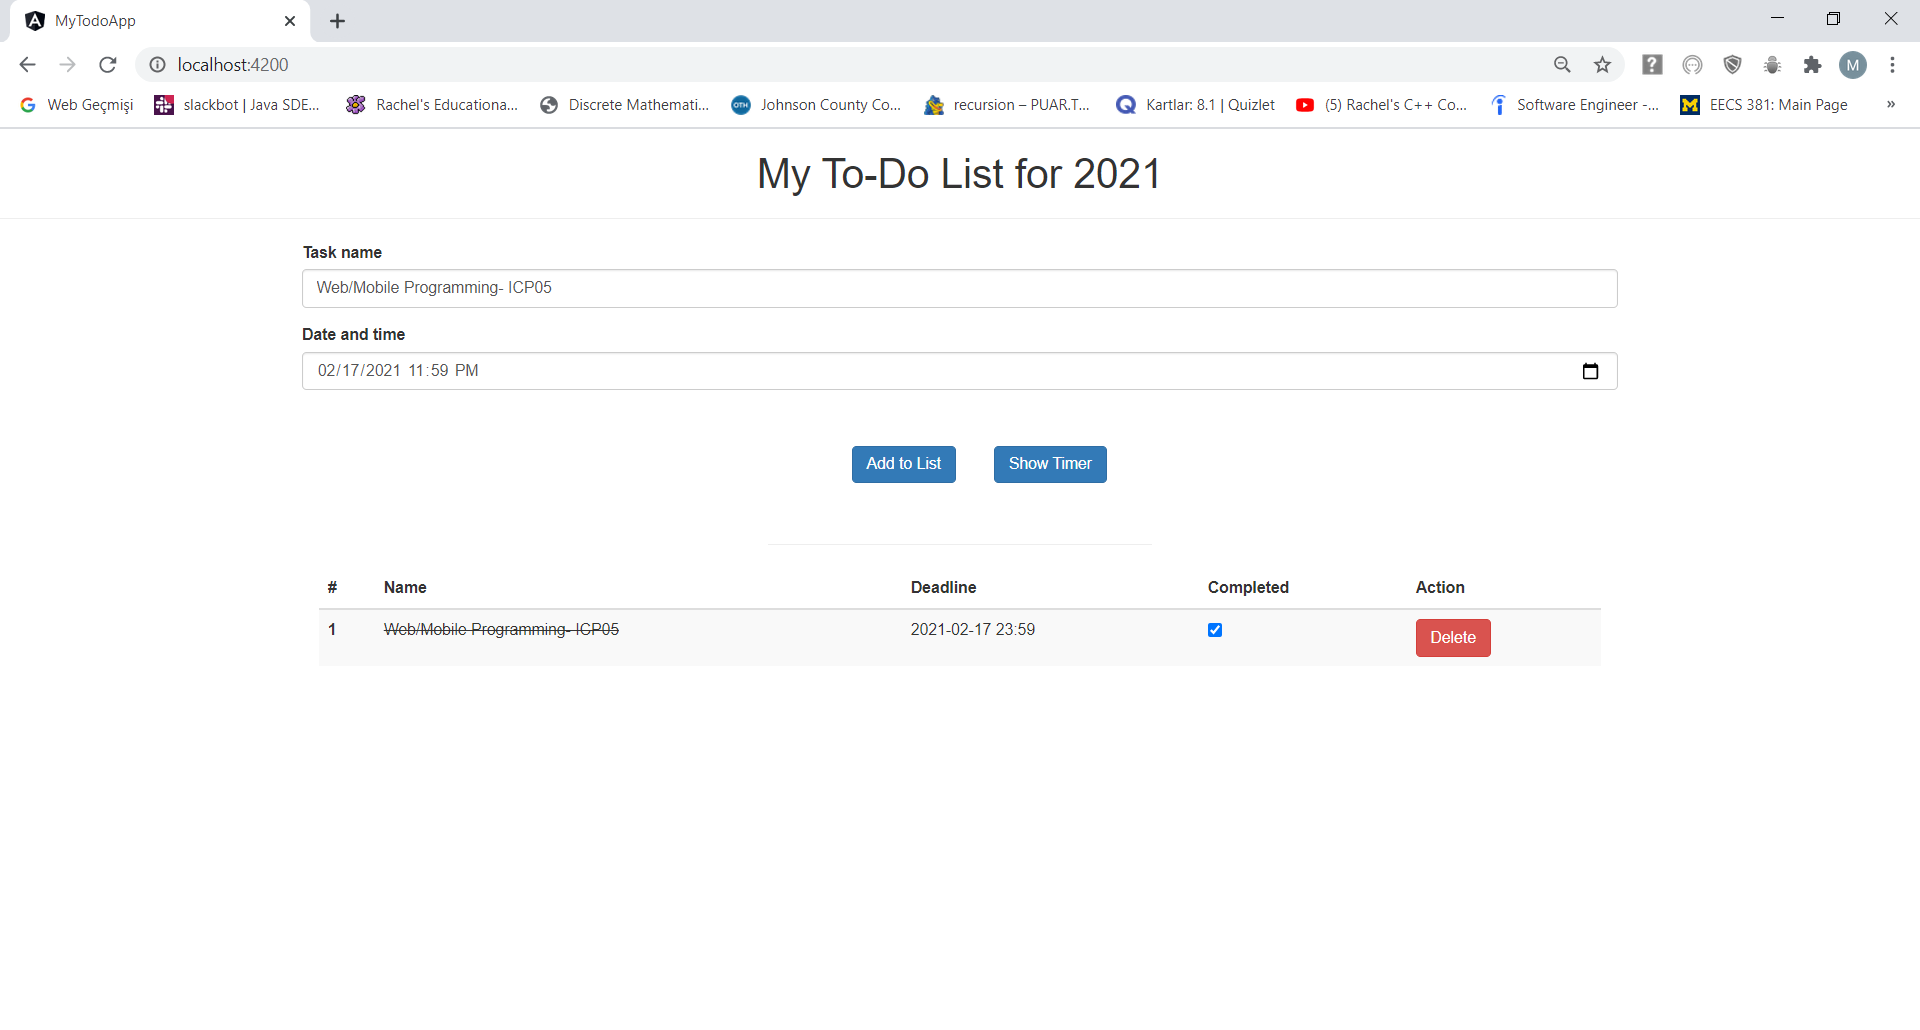 MyTodoApp
localhost:4200
Web Geçmişi slackbot | Java SDE... Rachel's Educationa... Discrete Mathemati... Johnson County Co... recursion – PUAR.T... Kartlar: 8.1 | Quizlet (5) Rachel's C++ Co... Software Engineer -... EECS 381: Main Page »
My To-Do List for 2021
Task name
Web/Mobile Programming- ICP05
Date and time
02/17/2021 11:59 PM
Add to List Show Timer
# Name Deadline Completed Action
1 Web/Mobile Programming- ICP05 2021-02-17 23:59 Delete